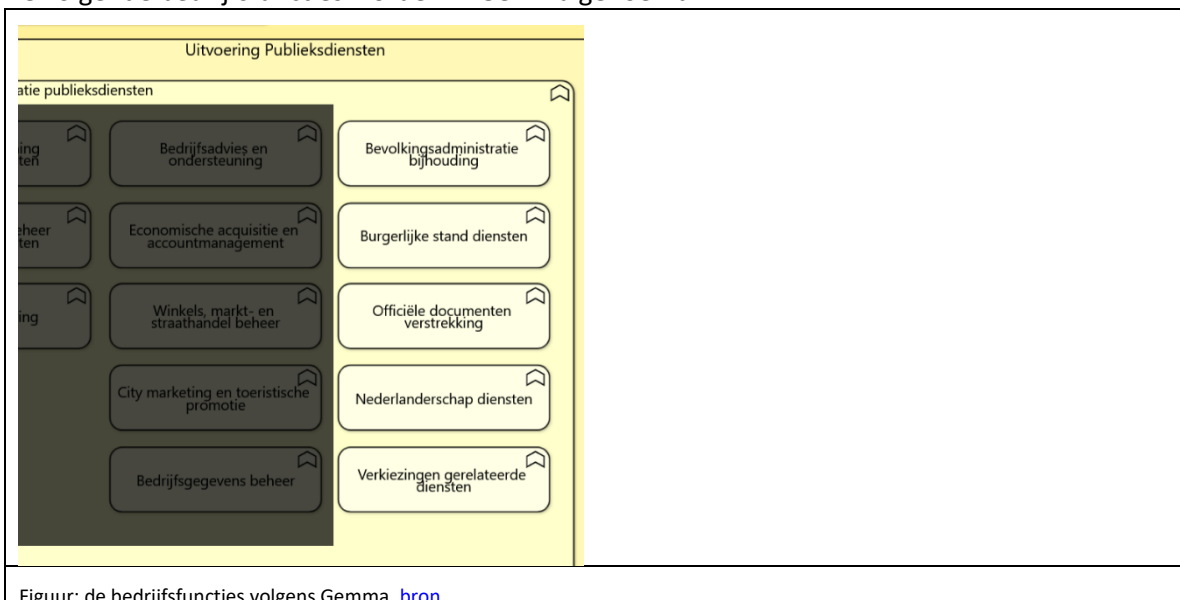 Uitvoering Publieksdiensten
atie publieksdiensten
Bedrijfsadvies en
ondersteuning
Bevolkingsadministratie
bijhouding
Economische acquisitie en
accountmanagement
Burgerlijke stand diensten
Winkels, markt- en
straathandel beheer
Officiële documenten
verstrekking
City marketing en toeristische
promotie
Nederlanderschap diensten
Bedrijfsgegevens beheer
Verkiezingen gerelateerde
diensten
Figuur: de bedrijfsfuncties volgens Gemma, bron